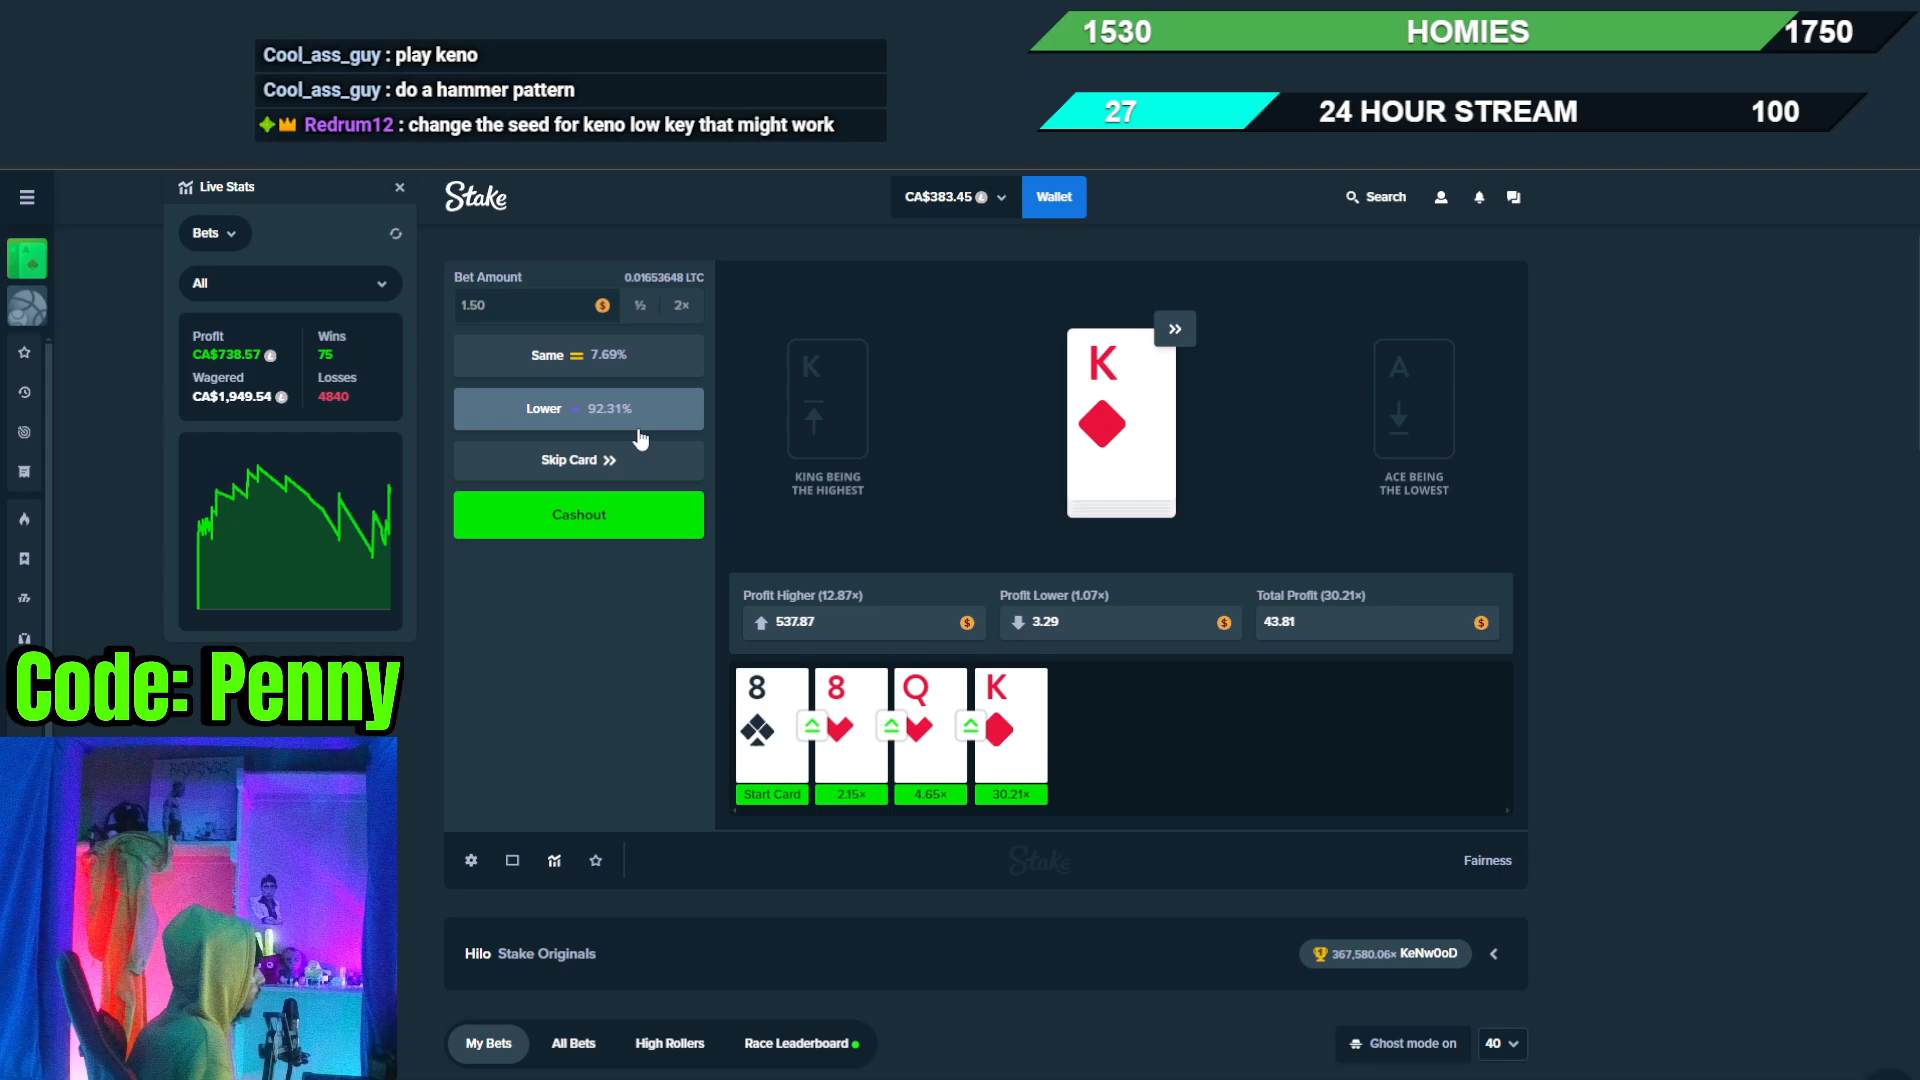 1530 HOMIES 1750
27 24 HOUR STREAM 100
Cool_ass_guy : play keno
Cool_ass_guy : do a hammer pattern
Redrum12 : change the seed for keno low key that might work
Live Stats
Bets
All
Profit
CA$738.57
Wins
75
Wagered
CA$1,949.54
Losses
4840
Code: Penny
Stake
CA$383.45
Wallet
Search
Bet Amount 0.01653648 LTC
1.50 ½ 2×
Same 7.69%
Lower 92.31%
Skip Card
Cashout
K
KING BEING
THE HIGHEST
K
A
ACE BEING
THE LOWEST
Profit Higher (12.87×)
537.87
Profit Lower (1.07×)
3.29
Total Profit (30.21×)
43.81
8 8 Q K
Start Card 2.15× 4.65× 30.21×
Stake
Fairness
Hilo Stake Originals
367,580.06× KeNwOoD
My Bets All Bets High Rollers Race Leaderboard
Ghost mode on 40